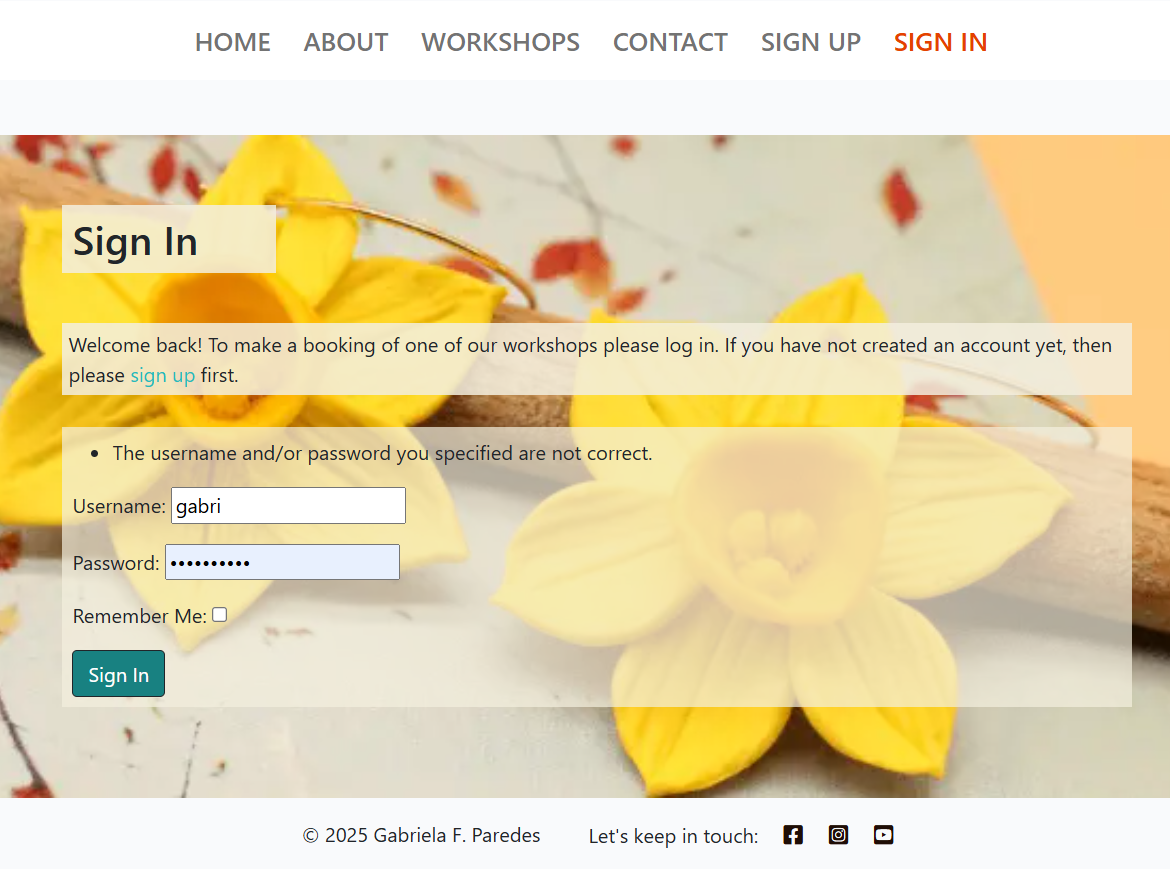 HOME ABOUT WORKSHOPS CONTACT SIGN UP SIGN IN
Sign In
Welcome back! To make a booking of one of our workshops please log in. If you have not created an account yet, then
please sign up first.
• The username and/or password you specified are not correct.
Username: gabri
Password: ••••••••••
Remember Me:
Sign In
© 2025 Gabriela F. Paredes Let's keep in touch: